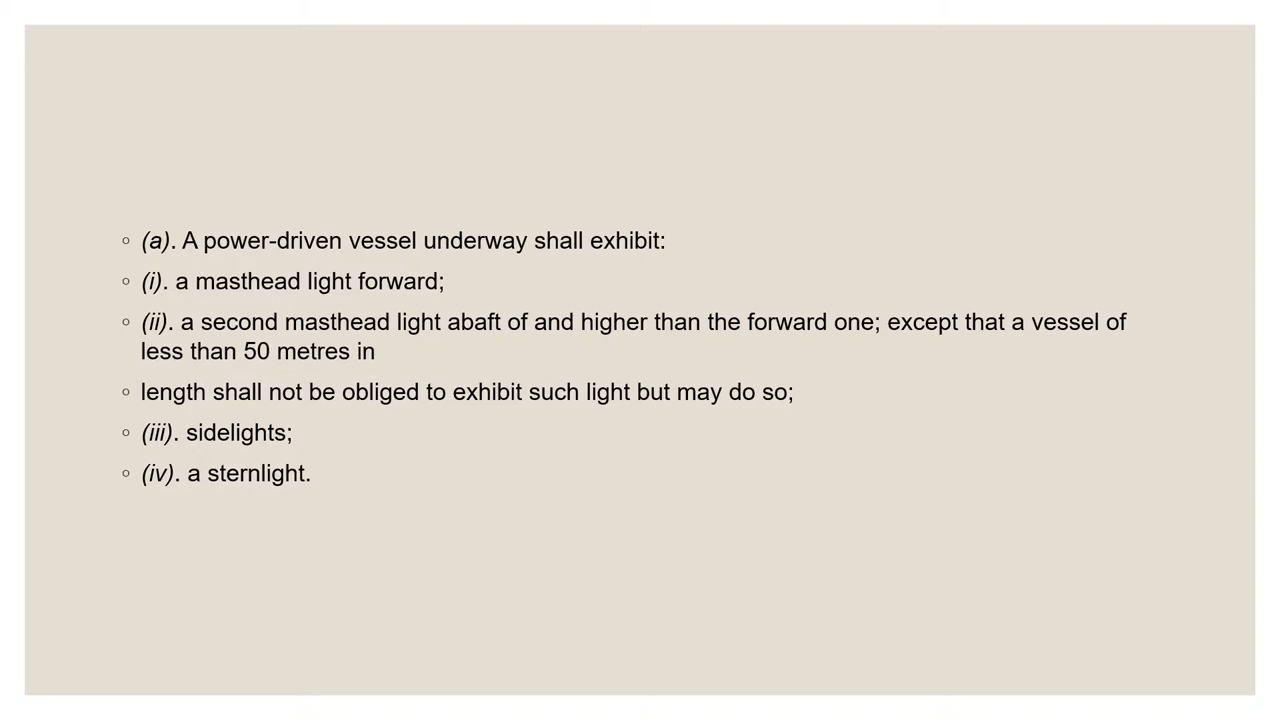 ◦ (a). A power-driven vessel underway shall exhibit:
◦ (i). a masthead light forward;
◦ (ii). a second masthead light abaft of and higher than the forward one; except that a vessel of
less than 50 metres in
◦ length shall not be obliged to exhibit such light but may do so;
◦ (iii). sidelights;
◦ (iv). a sternlight.